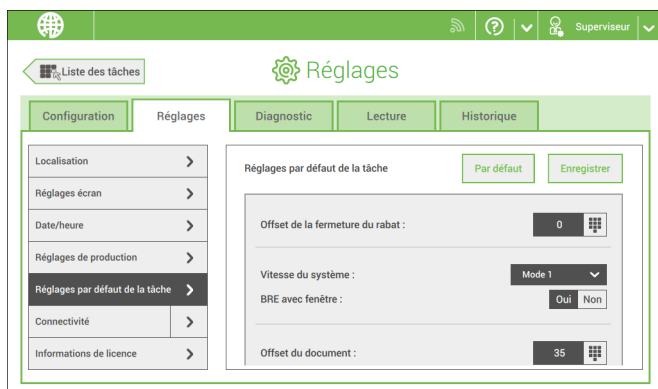 Superviseur
Liste des tâches
Réglages
Configuration
Réglages
Diagnostic
Lecture
Historique
Localisation
Réglages écran
Date/heure
Réglages de production
Réglages par défaut de la tâche
Connectivité
Informations de licence
Réglages par défaut de la tâche
Par défaut
Enregistrer
Offset de la fermeture du rabat : 0
Vitesse du système : Mode 1
BRE avec fenêtre : Oui Non
Offset du document : 35